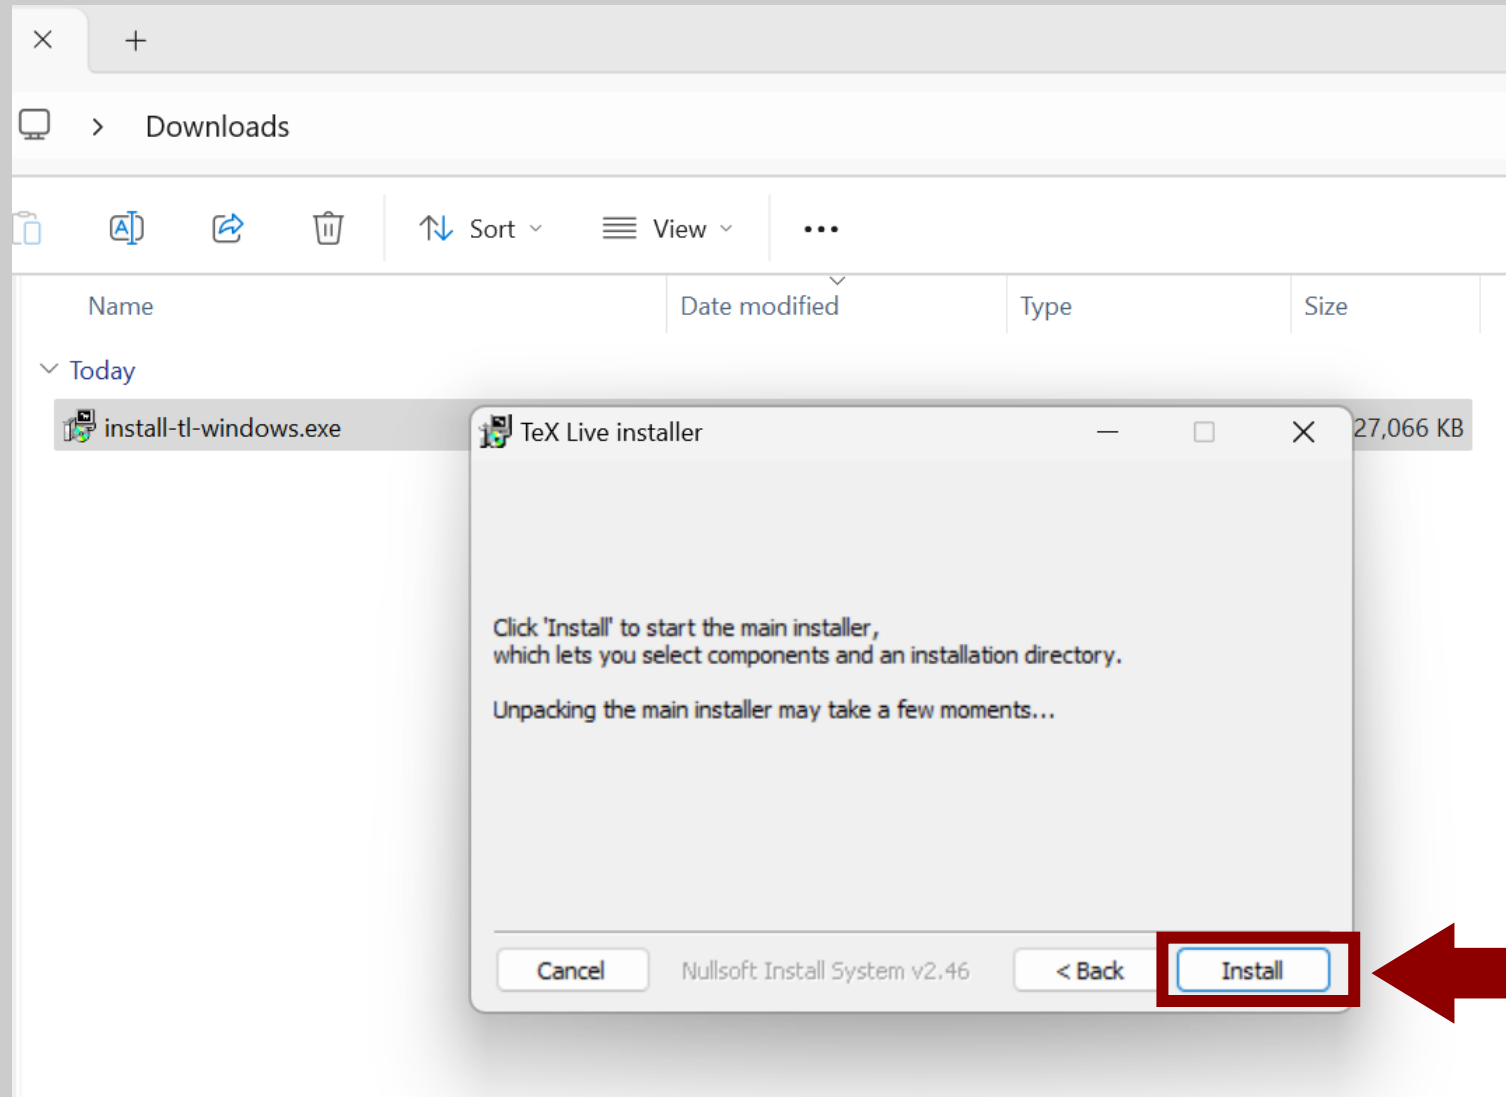 Downloads
Sort
View
Name Date modified Type Size
Today
install-tl-windows.exe 27,066 KB
TeX Live installer
Click 'Install' to start the main installer,
which lets you select components and an installation directory.
Unpacking the main installer may take a few moments...
Cancel Nullsoft Install System v2.46 < Back Install